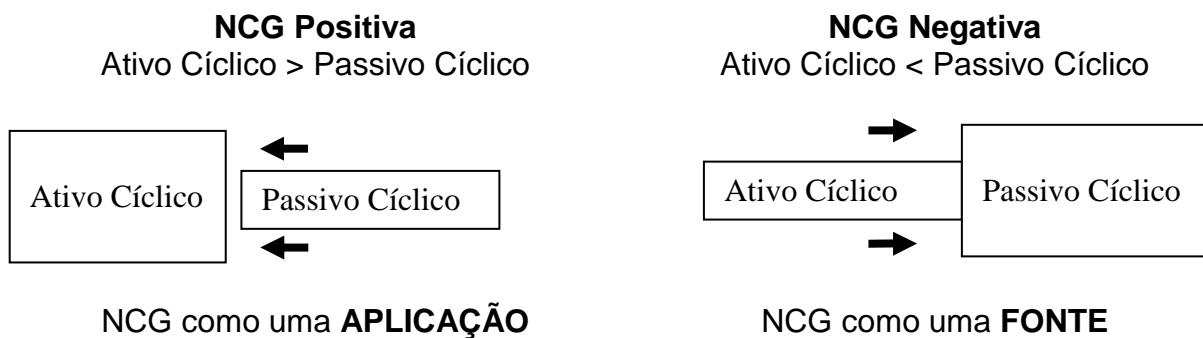 NCG Positiva
Ativo Cíclico > Passivo Cíclico
Ativo Cíclico
Passivo Cíclico
NCG como uma APLICAÇÃO
NCG Negativa
Ativo Cíclico < Passivo Cíclico
Ativo Cíclico
Passivo Cíclico
NCG como uma FONTE